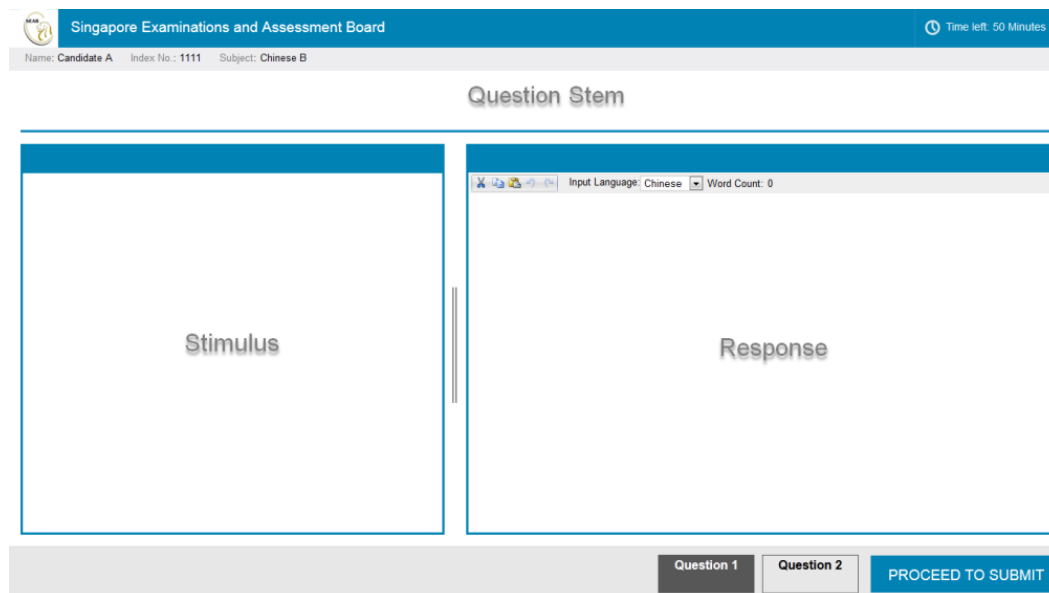 SEAB
Singapore Examinations and Assessment Board
Time left: 50 Minutes
Name: Candidate A Index No.: 1111 Subject: Chinese B
Question Stem
Input Language: Chinese Word Count: 0
Stimulus
Response
Question 1
Question 2
PROCEED TO SUBMIT